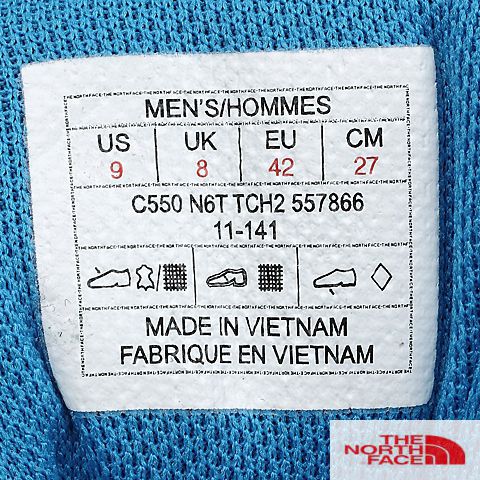 MEN'S/HOMMES
US UK EU CM
9 8 42 27
C550 N6T TCH2 557866
11-141
MADE IN VIETNAM
FABRIQUE EN VIETNAM
THE
NORTH
FACE